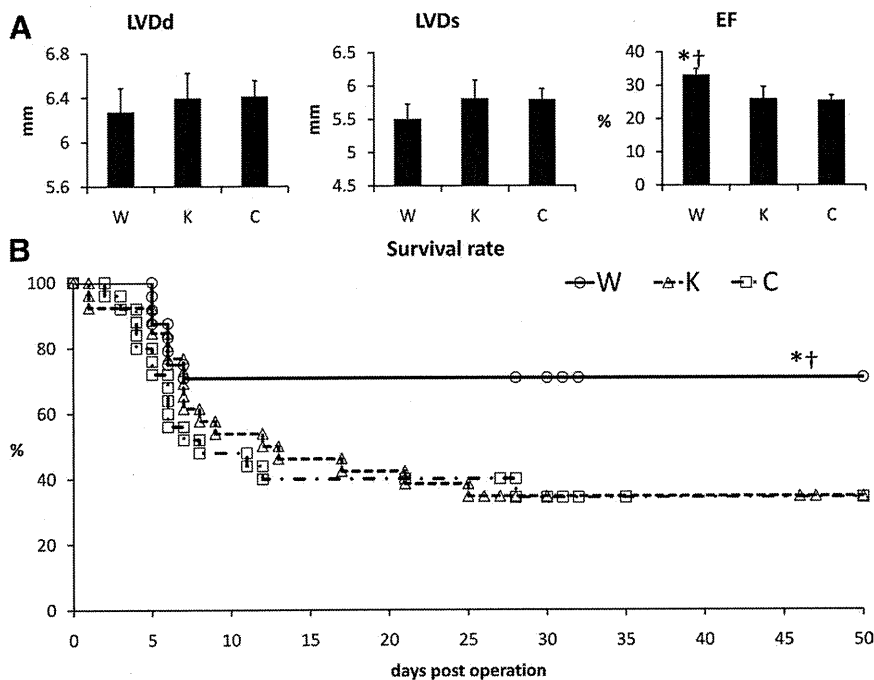 A
LVDd
LVDs
EF
6.8
6.4
6
5.6
mm
W K C
6.5
6
5.5
5
4.5
mm
W K C
40
30
20
10
0
%
*†
W K C
B
Survival rate
W K C
100
80
60
40
20
0
%
*†
0 5 10 15 20 25 30 35 40 45 50
days post operation